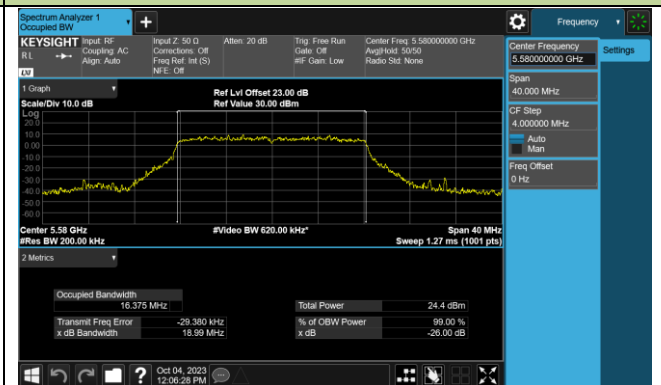 Spectrum Analyzer 1
Occupied BW
+
Frequency
KEYSIGHT
RL
LXI
Input: RF
Coupling: AC
Align: Auto
Input Z: 50 Ω
Corrections: Off
Freq Ref: Int (S)
NFE: Off
Atten: 20 dB
Trig: Free Run
Gate: Off
#IF Gain: Low
Center Freq: 5.580000000 GHz
Avg|Hold: 50/50
Radio Std: None
Center Frequency
5.580000000 GHz
Settings
Span
40.000 MHz
CF Step
4.000000 MHz
Auto
Man
Freq Offset
0 Hz
1 Graph
Scale/Div 10.0 dB
Ref Lvl Offset 23.00 dB
Ref Value 30.00 dBm
Log
20.0
10.0
0.00
-10.0
-20.0
-30.0
-40.0
-50.0
-60.0
Center 5.58 GHz
#Video BW 620.00 kHz*
Span 40 MHz
#Res BW 200.00 kHz
Sweep 1.27 ms (1001 pts)
2 Metrics
Occupied Bandwidth
16.375 MHz
Total Power 24.4 dBm
Transmit Freq Error -29.380 kHz
% of OBW Power 99.00 %
x dB Bandwidth 18.99 MHz
x dB -26.00 dB
?
Oct 04, 2023
12:06:28 PM